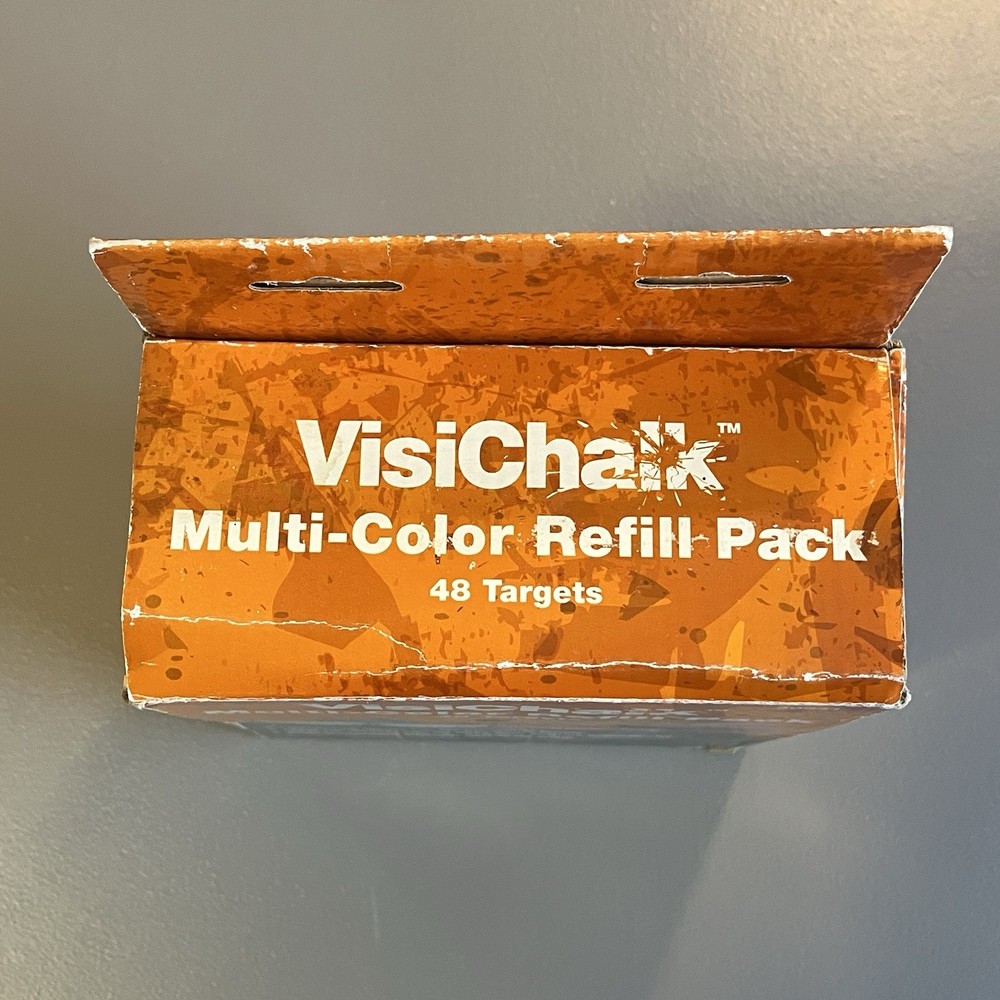 VisiChalk™
Multi-Color Refill Pack
48 Targets